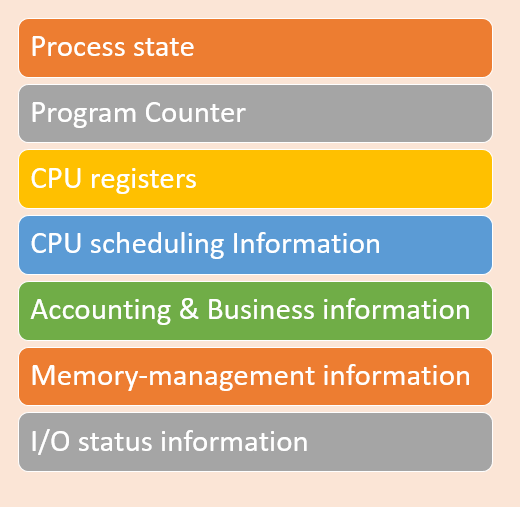 Process state
Program Counter
CPU registers
CPU scheduling Information
Accounting & Business information
Memory-management information
I/O status information